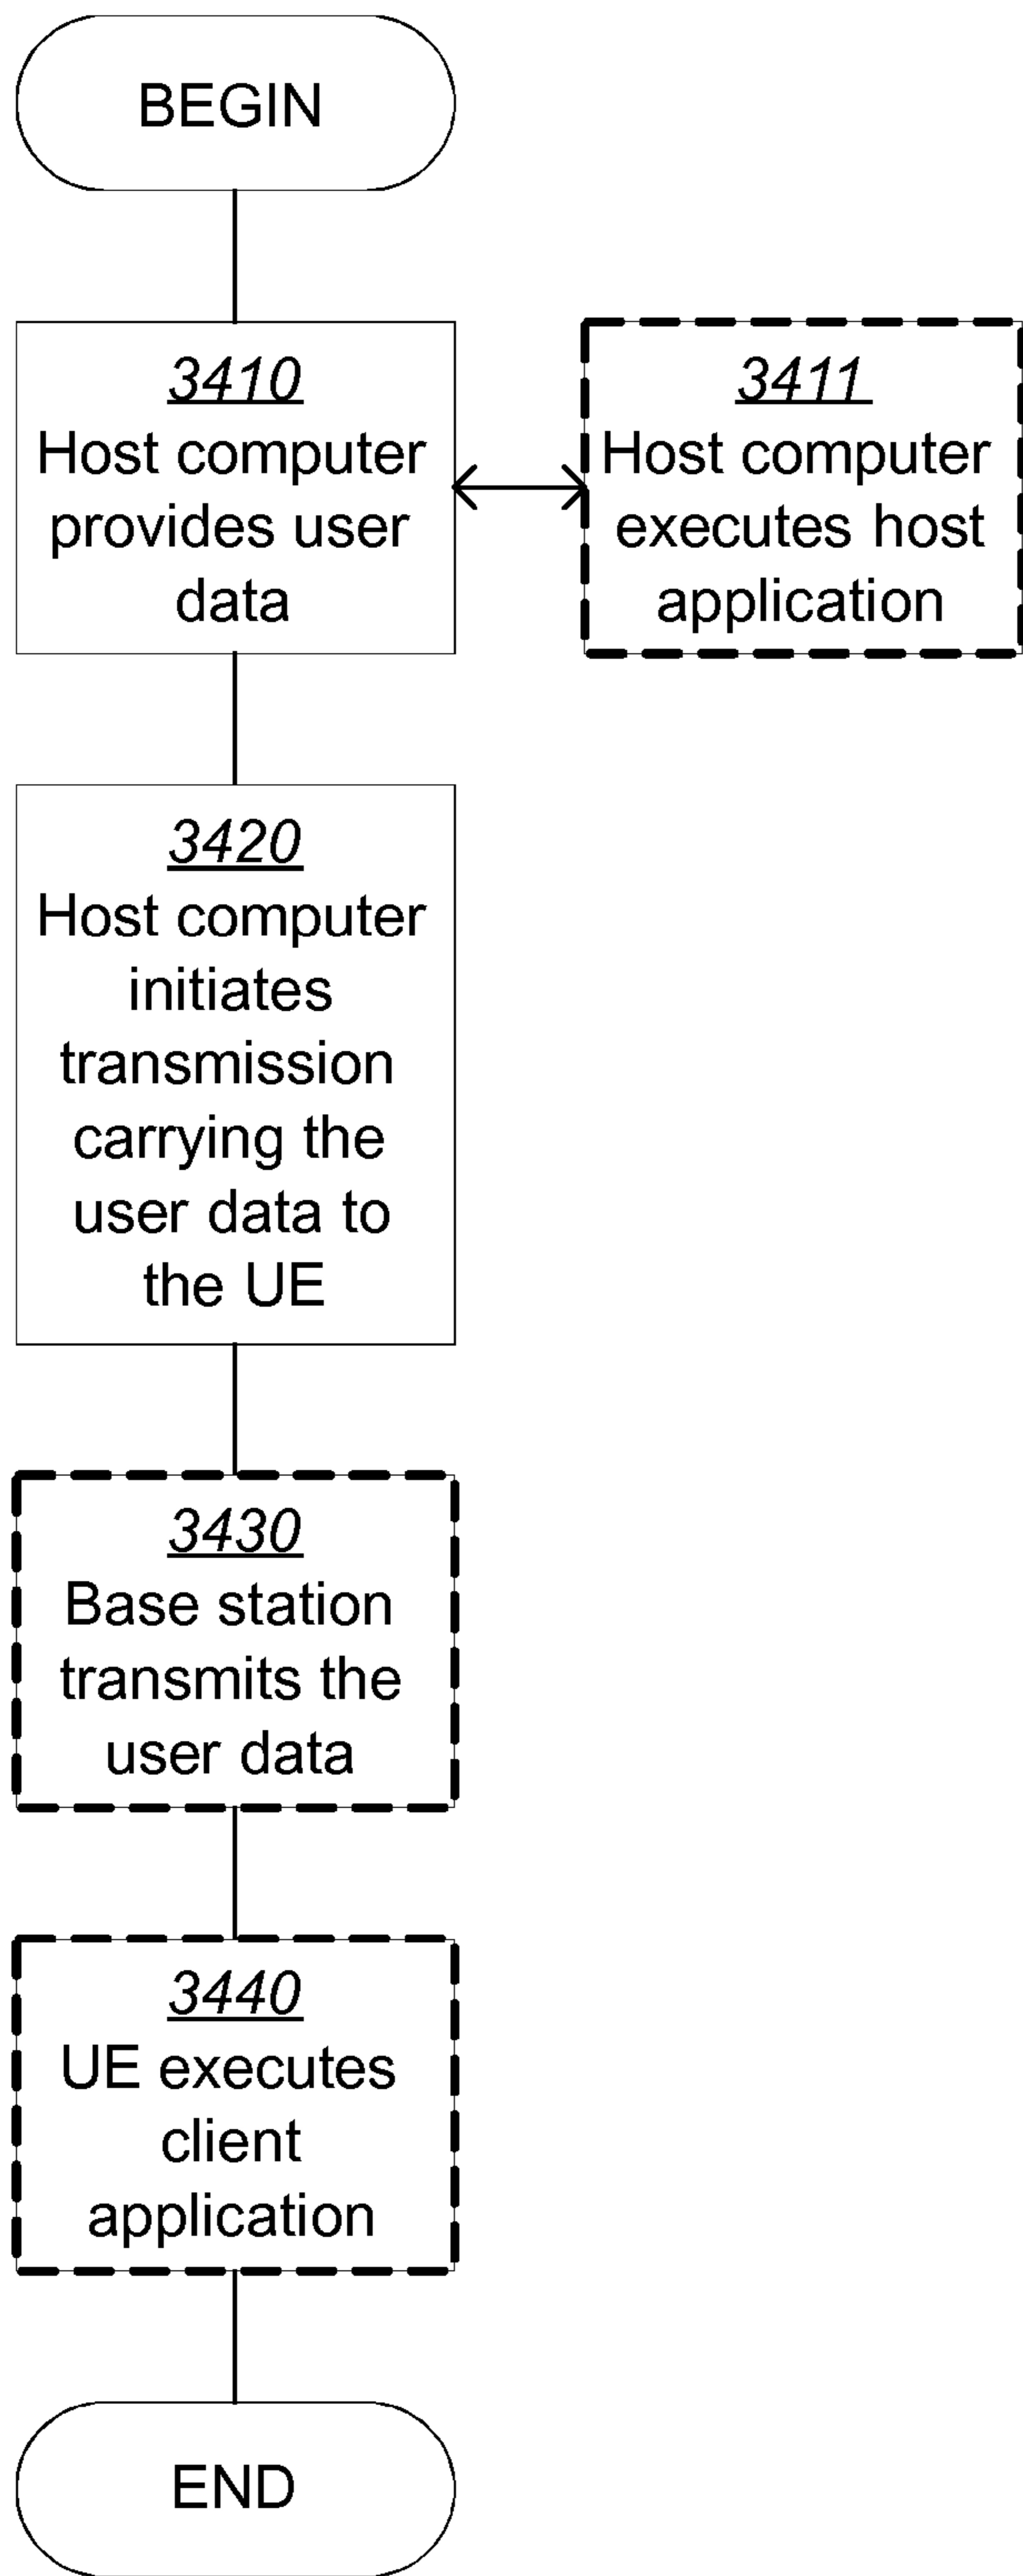 BEGIN
3410
Host computer
provides user
data
3411
Host computer
executes host
application
3420
Host computer
initiates
transmission
carrying the
user data to
the UE
3430
Base station
transmits the
user data
3440
UE executes
client
application
END